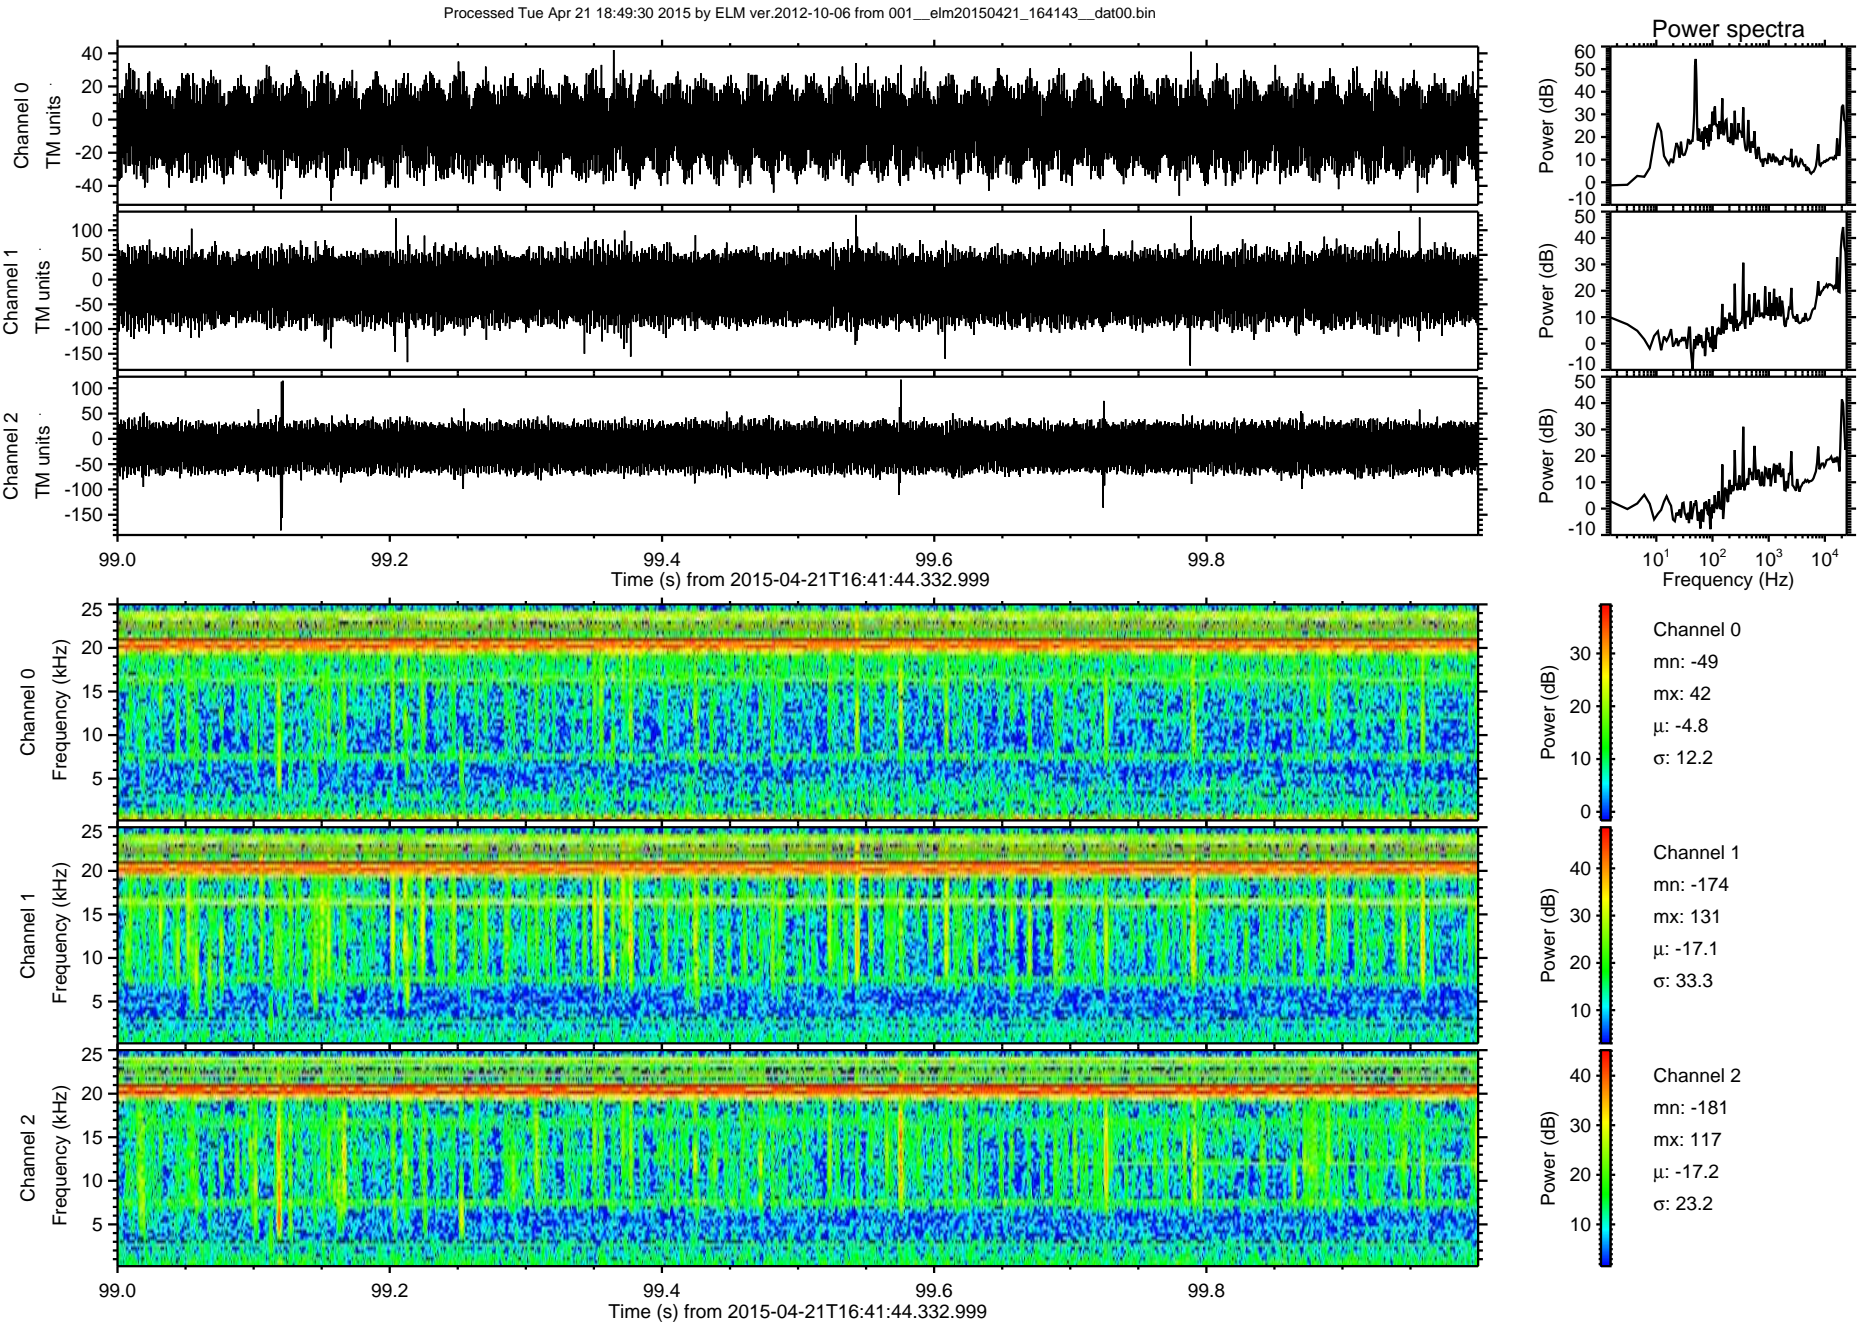 Processed Tue Apr 21 18:49:30 2015 by ELM ver.2012-10-06 from 001__elm20150421_164143__dat00.bin
Power spectra
Channel 0
TM units
40
20
0
-20
-40
Power (dB)
60
50
40
30
20
10
0
-10
Channel 1
TM units
100
50
0
-50
-100
-150
Power (dB)
50
40
30
20
10
0
-10
Channel 2
TM units
100
50
0
-50
-100
-150
Power (dB)
50
40
30
20
10
0
-10
99.0 99.2 99.4 99.6 99.8
Time (s) from 2015-04-21T16:41:44.332.999
10¹ 10² 10³ 10⁴
Frequency (Hz)
Channel 0
Frequency (kHz)
25
20
15
10
5
Power (dB)
30
20
10
0
Channel 0
mn: -49
mx: 42
μ: -4.8
σ: 12.2
Channel 1
Frequency (kHz)
25
20
15
10
5
Power (dB)
40
30
20
10
Channel 1
mn: -174
mx: 131
μ: -17.1
σ: 33.3
Channel 2
Frequency (kHz)
25
20
15
10
5
Power (dB)
40
30
20
10
Channel 2
mn: -181
mx: 117
μ: -17.2
σ: 23.2
99.0 99.2 99.4 99.6 99.8
Time (s) from 2015-04-21T16:41:44.332.999